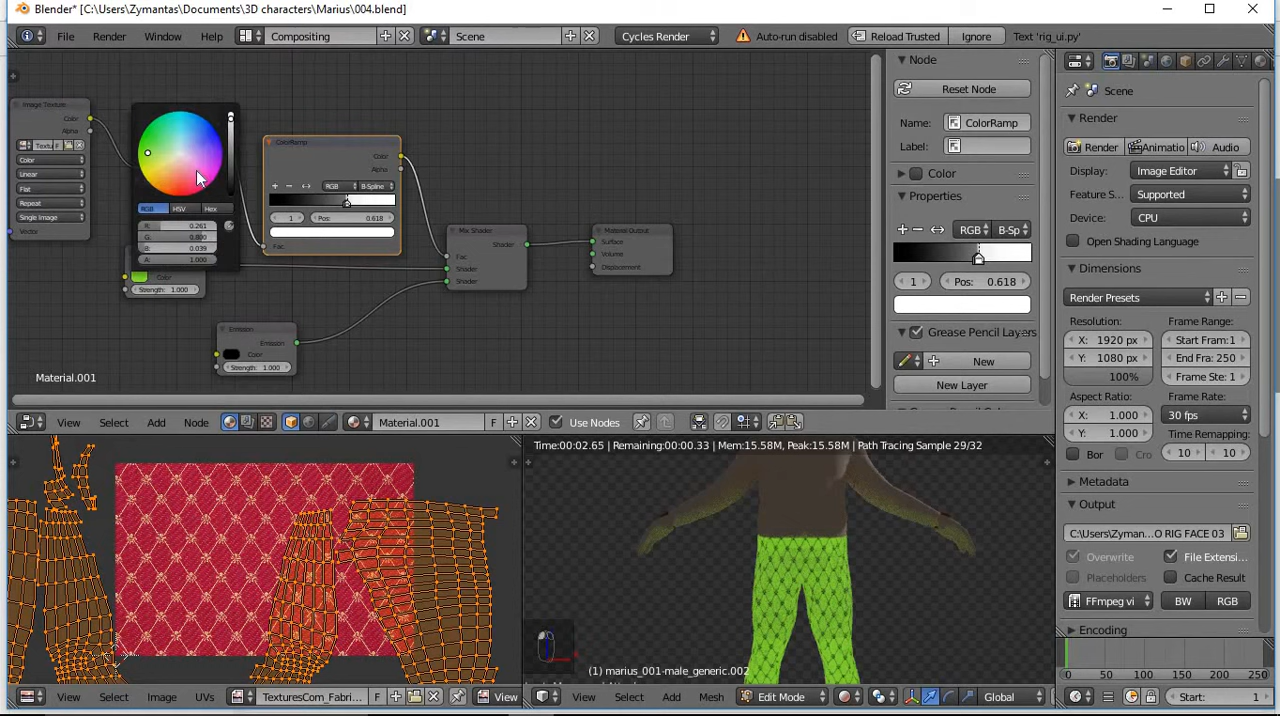 Blender* [C:\Users\Zymantas\Documents\3D characters\Marius\004.blend]
File Render Window Help Compositing Scene Cycles Render Auto-run disabled Reload Trusted Ignore Text 'rig_ui.py'
Image Texture
Color
Alpha
Textu F
Color
Linear
Flat
Repeat
Single Image
Vector
RGB HSV Hex
R: 0.261
G: 0.800
B: 0.039
A: 1.000
Color
Strength: 1.000
ColorRamp
Color
Alpha
RGB B-Spline
1 Pos: 0.618
Fac
Mix Shader
Shader
Fac
Shader
Shader
Material Output
Surface
Volume
Displacement
Emission
Emission
Color
Strength: 1.000
Material.001
Node
Reset Node
Name: ColorRamp
Label:
Color
Properties
RGB B-Sp
1 Pos: 0.618
Grease Pencil Layers
New
New Layer
Scene
Render
Render Animatio Audio
Display: Image Editor
Feature S... Supported
Device: CPU
Open Shading Language
Dimensions
Render Presets
Resolution: Frame Range:
X: 1920 px Start Fram:1
Y: 1080 px End Fra: 250
100% Frame Ste: 1
Aspect Ratio: Frame Rate:
X: 1.000 30 fps
Y: 1.000 Time Remapping:
Bor Cro 10 10
Metadata
Output
C:\Users\Zyman...O RIG FACE 03
Overwrite File Extensi...
Placeholders Cache Result
FFmpeg vi BW RGB
Encoding
View Select Add Node Material.001 F Use Nodes
Time:00:02.65 | Remaining:00:00.33 | Mem:15.58M, Peak:15.58M | Path Tracing Sample 29/32
(1) marius_001-male_generic.002
0 50 100 150 200 250
View Select Image UVs TexturesCom_Fabri... F View
View Select Add Mesh Edit Mode Global
Start: 1